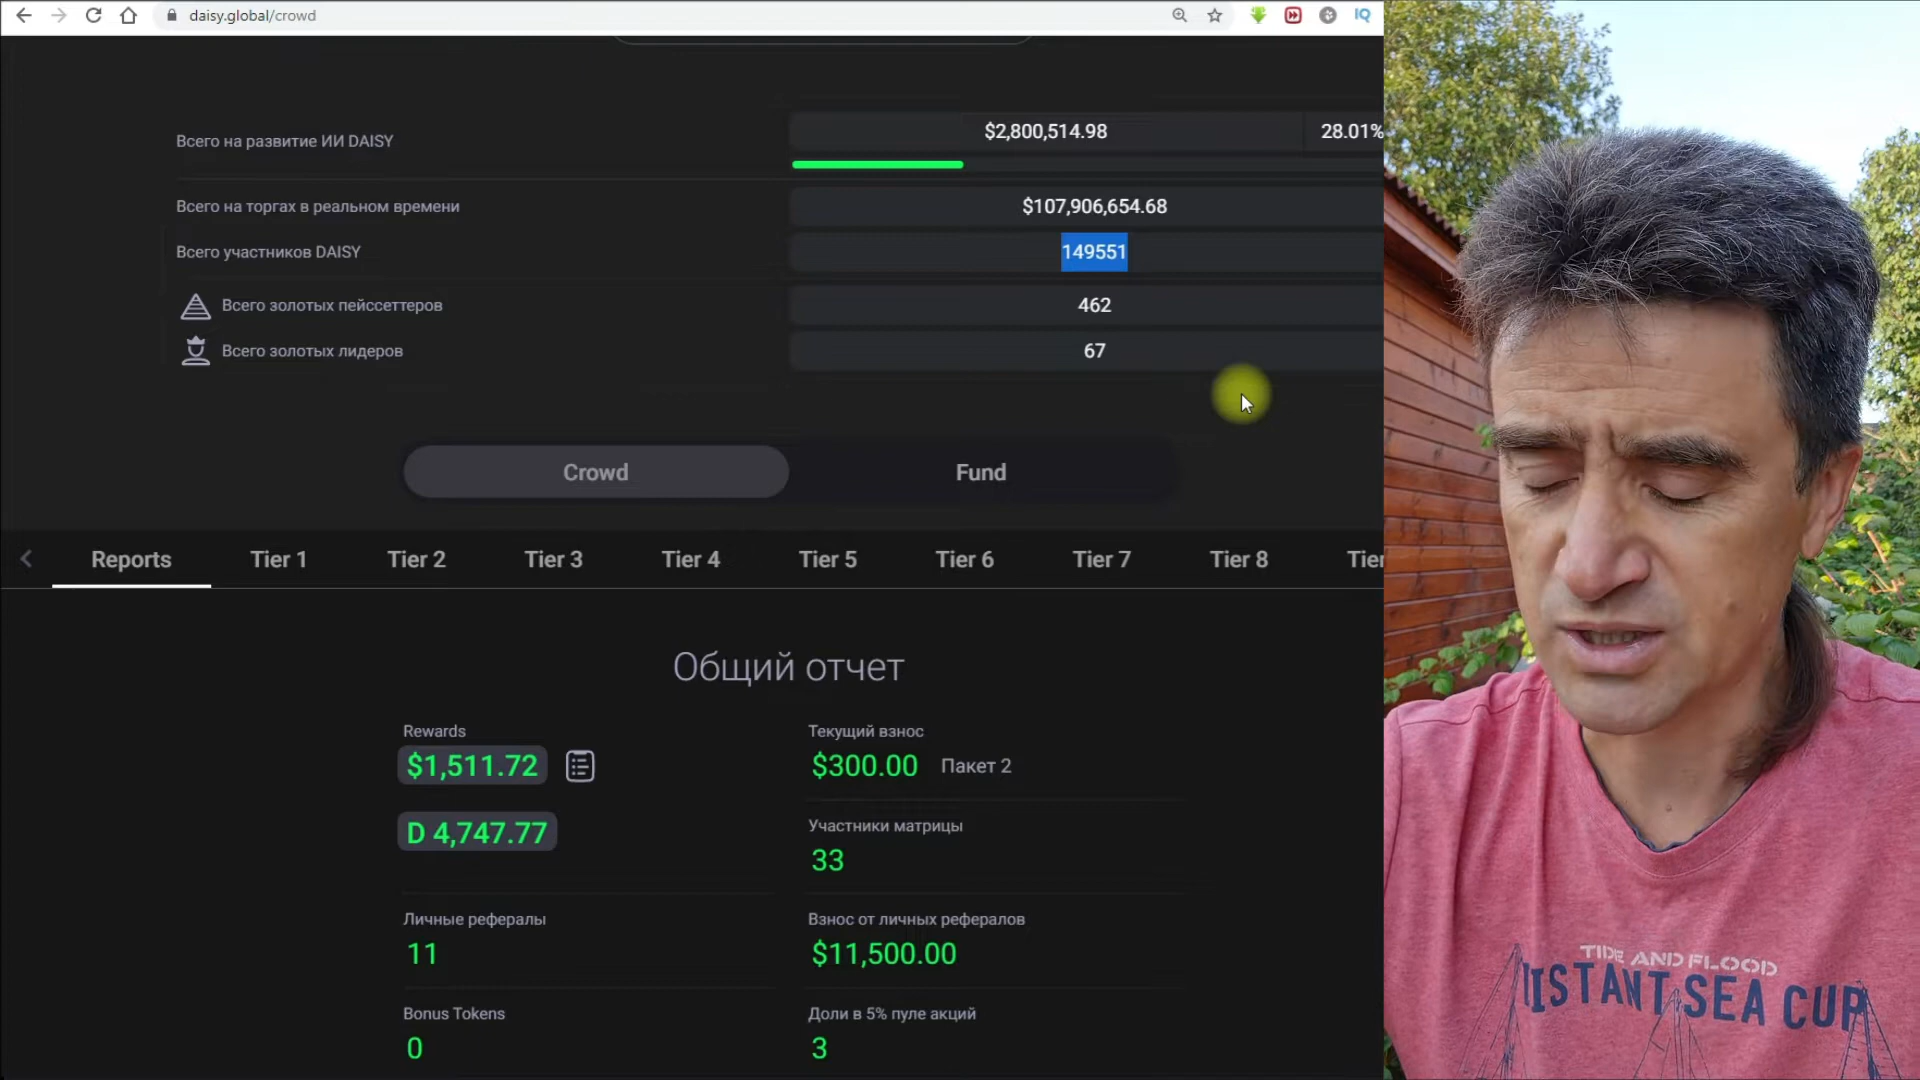 daisy.global/crowd
IQ
Всего на развитие ИИ DAISY
$2,800,514.98
28.01%
Всего на торгах в реальном времени
$107,906,654.68
Всего участников DAISY
149551
Всего золотых пейссеттеров
462
Всего золотых лидеров
67
Crowd
Fund
Reports
Tier 1
Tier 2
Tier 3
Tier 4
Tier 5
Tier 6
Tier 7
Tier 8
Tier
Общий отчет
Rewards
$1,511.72
D 4,747.77
Текущий взнос
$300.00 Пакет 2
Участники матрицы
33
Личные рефералы
11
Взнос от личных рефералов
$11,500.00
Bonus Tokens
0
Доли в 5% пуле акций
3
TIDE AND FLOOD
DISTANT SEA CUP